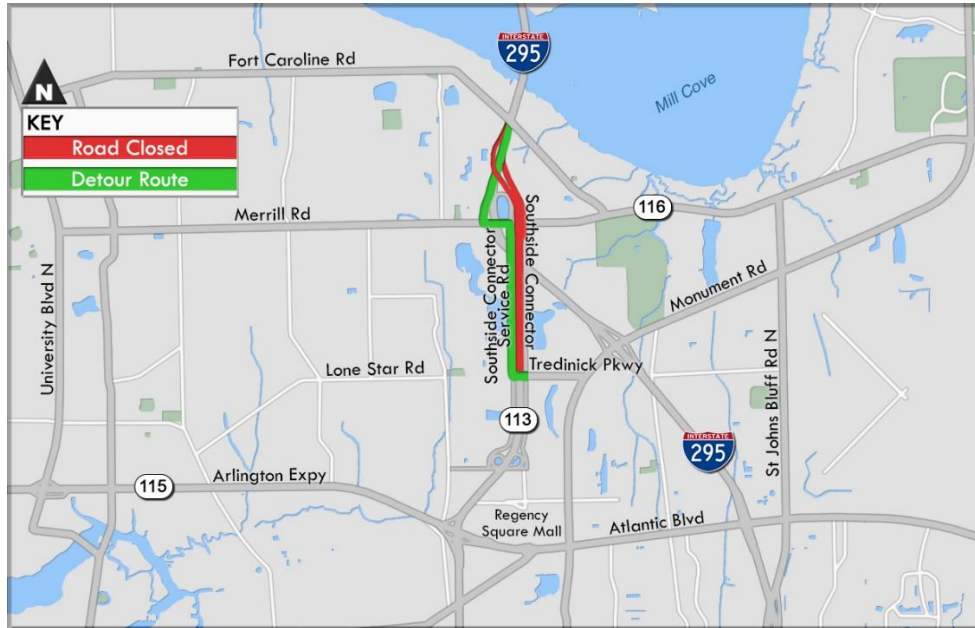 INTERSTATE
295
Fort Caroline Rd
Mill Cove
N
KEY
Road Closed
Detour Route
116
Merrill Rd
Southside Connector
Southside Connector
Service Rd
Monument Rd
University Blvd N
St Johns Bluff Rd N
Lone Star Rd
Tredinick Pkwy
113
INTERSTATE
295
Arlington Expy
115
Regency
Square Mall
Atlantic Blvd